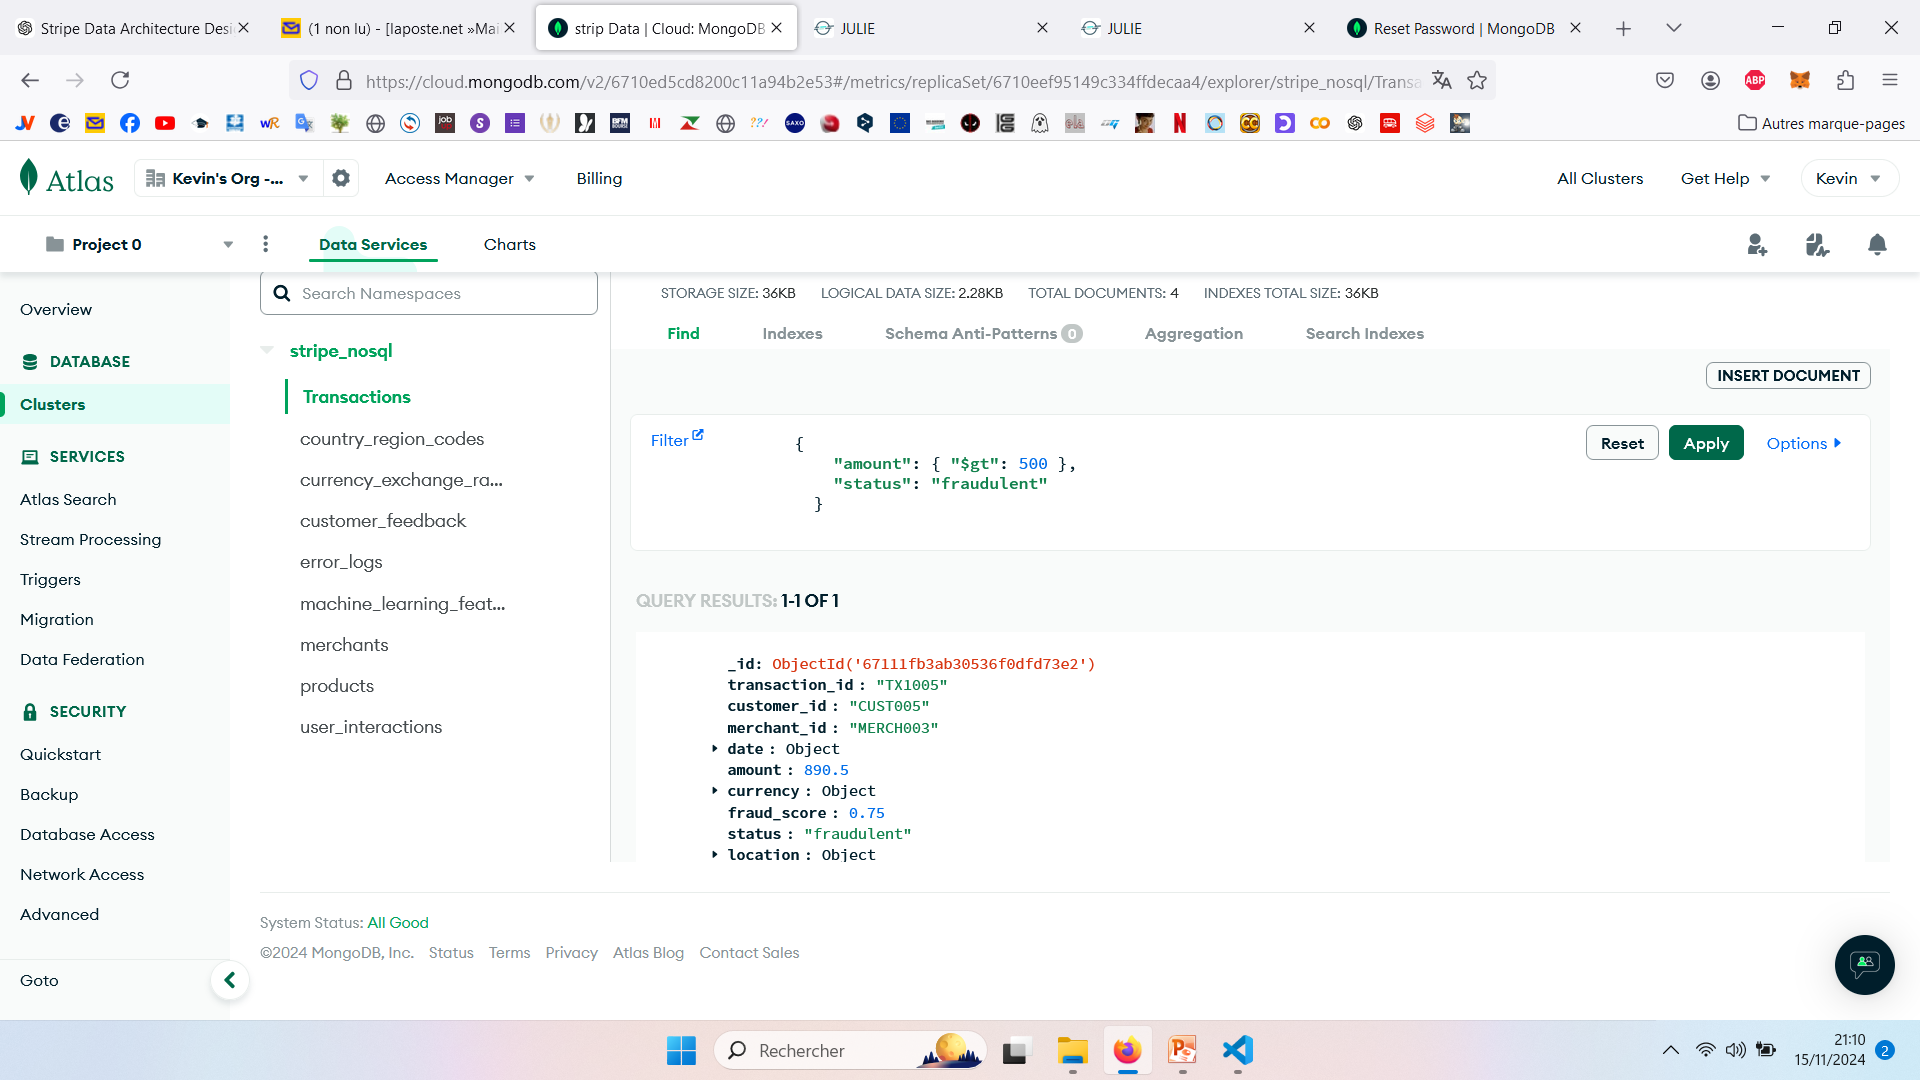 Stripe Data Architecture Desi
(1 non lu) - [laposte.net »Mai
strip Data | Cloud: MongoDB
JULIE
JULIE
Reset Password | MongoDB
https://cloud.mongodb.com/v2/6710ed5cd8200c11a94b2e53#/metrics/replicaSet/6710eef95149c334ffdecaa4/explorer/stripe_nosql/Transa
Autres marque-pages
Atlas
Kevin's Org -...
Access Manager
Billing
All Clusters
Get Help
Kevin
Project 0
Data Services
Charts
Overview
DATABASE
Clusters
SERVICES
Atlas Search
Stream Processing
Triggers
Migration
Data Federation
SECURITY
Quickstart
Backup
Database Access
Network Access
Advanced
Goto
Search Namespaces
stripe_nosql
Transactions
country_region_codes
currency_exchange_ra...
customer_feedback
error_logs
machine_learning_feat...
merchants
products
user_interactions
STORAGE SIZE: 36KB LOGICAL DATA SIZE: 2.28KB TOTAL DOCUMENTS: 4 INDEXES TOTAL SIZE: 36KB
Find Indexes Schema Anti-Patterns 0 Aggregation Search Indexes
INSERT DOCUMENT
Filter
{
"amount": { "$gt": 500 },
"status": "fraudulent"
}
Reset Apply Options
QUERY RESULTS: 1-1 OF 1
_id: ObjectId('67111fb3ab30536f0dfd73e2')
transaction_id : "TX1005"
customer_id : "CUST005"
merchant_id : "MERCH003"
date : Object
amount : 890.5
currency : Object
fraud_score : 0.75
status : "fraudulent"
location : Object
System Status: All Good
©2024 MongoDB, Inc. Status Terms Privacy Atlas Blog Contact Sales
Rechercher
21:10
15/11/2024
2